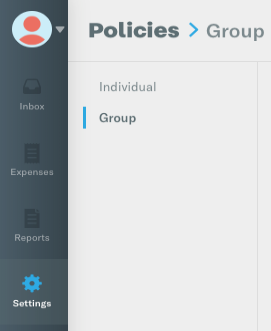 Policies > Group
Individual
Group
Inbox
Expenses
Reports
Settings